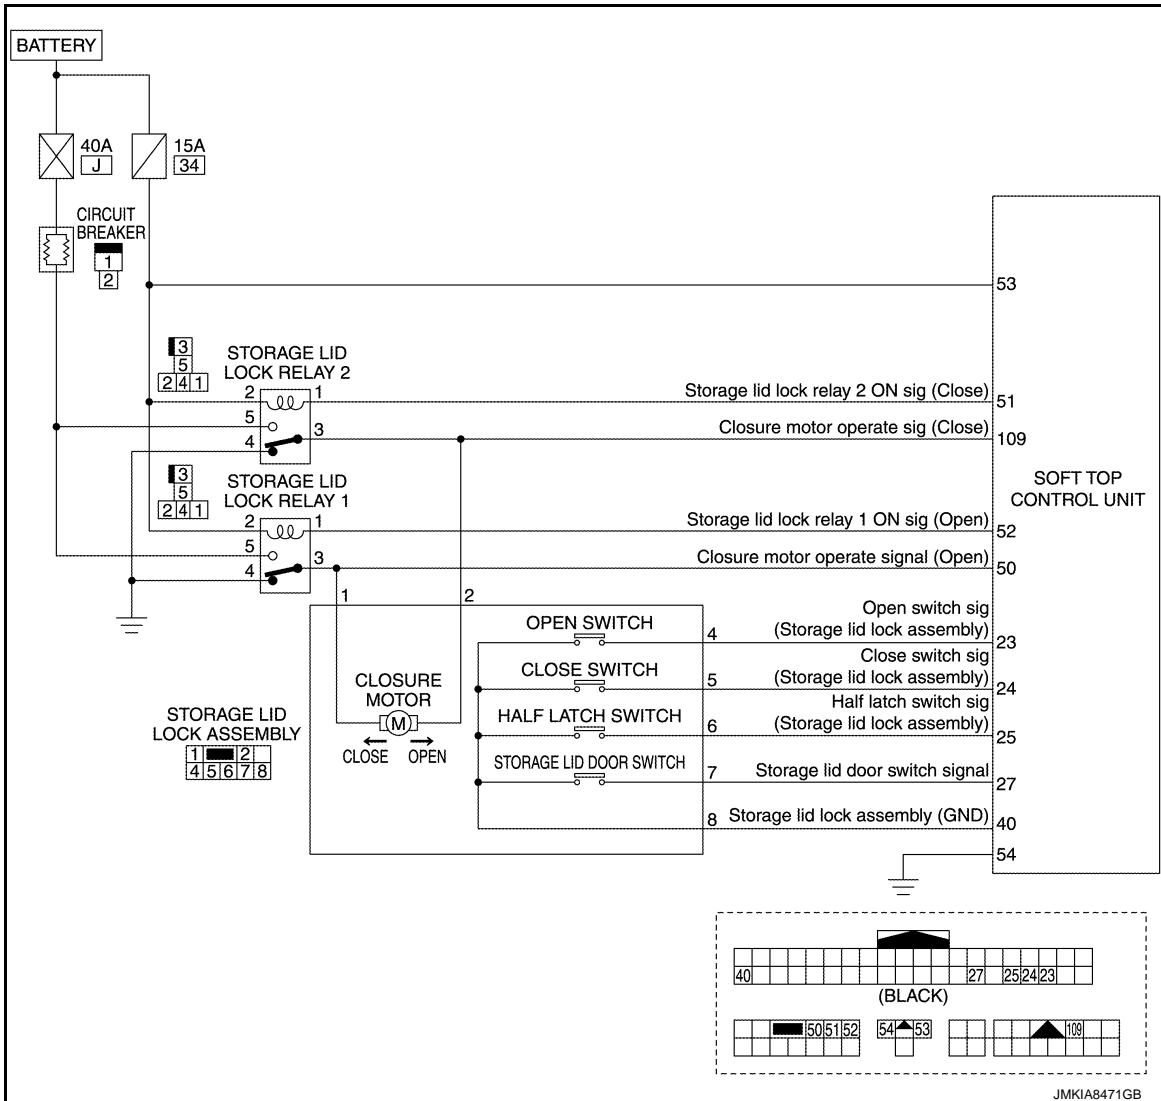 BATTERY
40A
J
15A
34
CIRCUIT
BREAKER
1
2
53
3
5
2 4 1
STORAGE LID
LOCK RELAY 2
2 1
5
4 3
Storage lid lock relay 2 ON sig (Close)
51
Closure motor operate sig (Close)
109
SOFT TOP
CONTROL UNIT
3
5
2 4 1
STORAGE LID
LOCK RELAY 1
2 1
5
4 3
Storage lid lock relay 1 ON sig (Open)
52
Closure motor operate signal (Open)
50
1 2
OPEN SWITCH
4
Open switch sig
(Storage lid lock assembly)
23
CLOSE SWITCH
5
Close switch sig
(Storage lid lock assembly)
24
CLOSURE
MOTOR
M
CLOSE OPEN
HALF LATCH SWITCH
6
Half latch switch sig
(Storage lid lock assembly)
25
STORAGE LID
LOCK ASSEMBLY
1 2
4 5 6 7 8
STORAGE LID DOOR SWITCH
7
Storage lid door switch signal
27
8
Storage lid lock assembly (GND)
40
54
40 27 25 24 23
(BLACK)
50 51 52
54 53
109
JMKIA8471GB